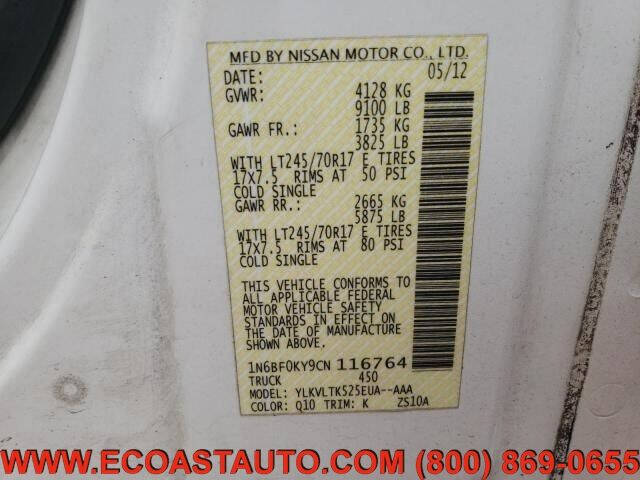 MFD BY NISSAN MOTOR CO., LTD.
DATE: 05/12
GVWR: 4128 KG
9100 LB
GAWR FR.: 1735 KG
3825 LB
WITH LT245/70R17 E TIRES
17X7.5 RIMS AT 50 PSI
COLD SINGLE
GAWR RR.: 2665 KG
5875 LB
WITH LT245/70R17 E TIRES
17X7.5 RIMS AT 80 PSI
COLD SINGLE
THIS VEHICLE CONFORMS TO
ALL APPLICABLE FEDERAL
MOTOR VEHICLE SAFETY
STANDARDS IN EFFECT ON
THE DATE OF MANUFACTURE
SHOWN ABOVE.
1N6BF0KY9CN 116764
TRUCK 450
MODEL: YLKVLTK525EUA--AAA
COLOR: Q10 TRIM: K ZS10A
WWW.ECOASTAUTO.COM (800) 869-0655